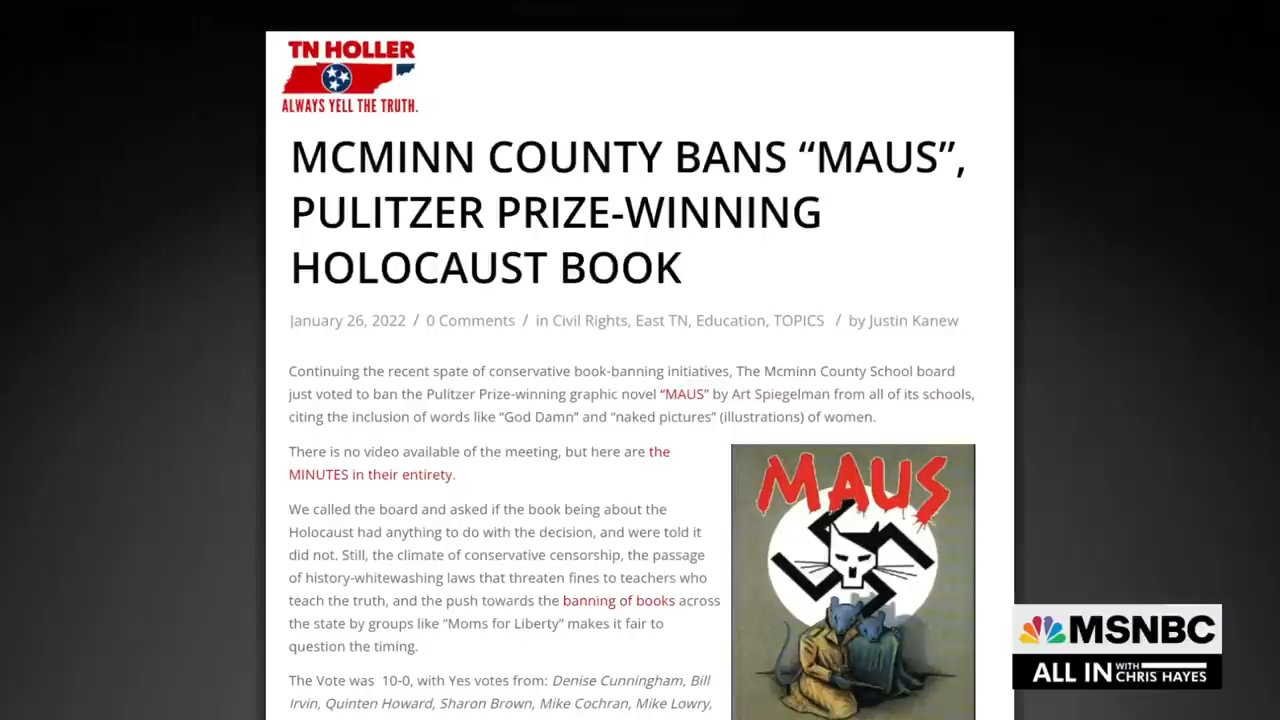 TN HOLLER
ALWAYS YELL THE TRUTH.
MCMINN COUNTY BANS “MAUS”,
PULITZER PRIZE-WINNING
HOLOCAUST BOOK
January 26, 2022 / 0 Comments / in Civil Rights, East TN, Education, TOPICS / by Justin Kanew
Continuing the recent spate of conservative book-banning initiatives, The Mcminn County School board
just voted to ban the Pulitzer Prize-winning graphic novel “MAUS” by Art Spiegelman from all of its schools,
citing the inclusion of words like “God Damn” and “naked pictures” (illustrations) of women.
There is no video available of the meeting, but here are the
MINUTES in their entirety.
We called the board and asked if the book being about the
Holocaust had anything to do with the decision, and were told it
did not. Still, the climate of conservative censorship, the passage
of history-whitewashing laws that threaten fines to teachers who
teach the truth, and the push towards the banning of books across
the state by groups like “Moms for Liberty” makes it fair to
question the timing.
The Vote was 10-0, with Yes votes from: Denise Cunningham, Bill
Irvin, Quinten Howard, Sharon Brown, Mike Cochran, Mike Lowry,
MAUS
MSNBC
ALL IN WITH CHRIS HAYES